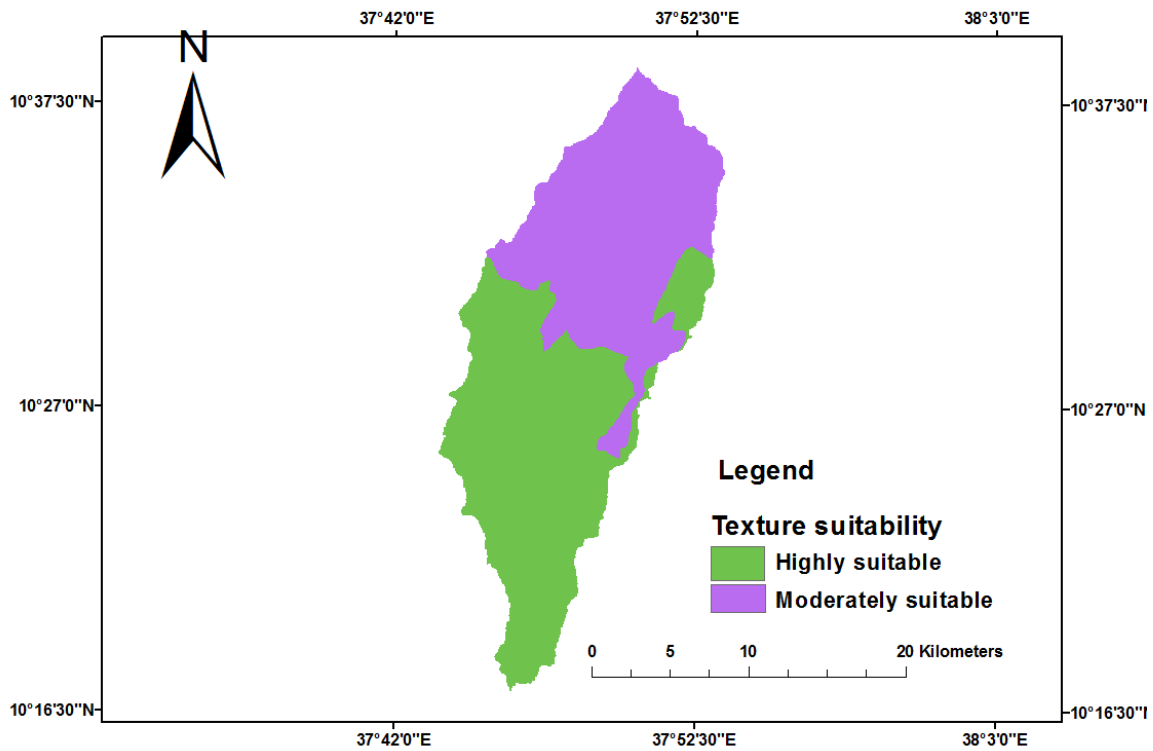 37°42'0"E 37°52'30"E 38°3'0"E
N
10°37'30"N 10°37'30"N
10°27'0"N 10°27'0"N
Legend
Texture suitability
Highly suitable
Moderately suitable
0 5 10 20 Kilometers
10°16'30"N 10°16'30"N
37°42'0"E 37°52'30"E 38°3'0"E